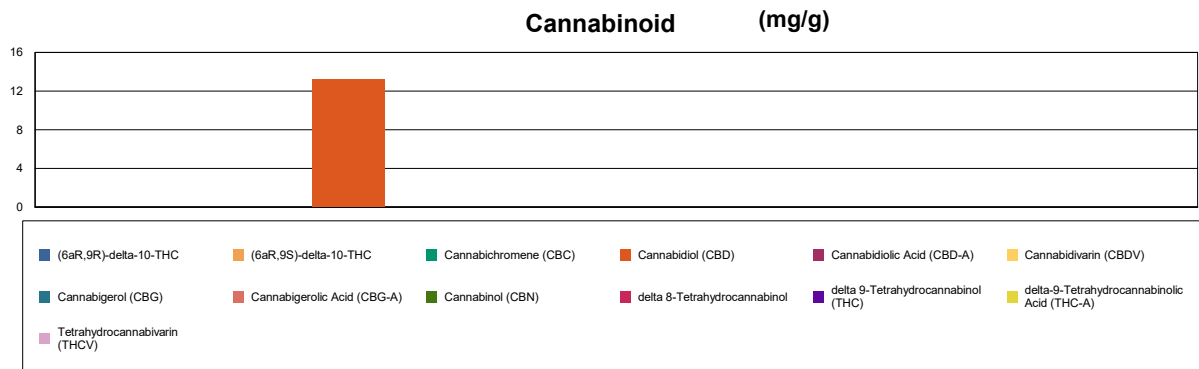 Cannabinoid (mg/g)
16
12
8
4
0
(6aR,9R)-delta-10-THC
(6aR,9S)-delta-10-THC
Cannabichromene (CBC)
Cannabidiol (CBD)
Cannabidiolic Acid (CBD-A)
Cannabidivarin (CBDV)
Cannabigerol (CBG)
Cannabigerolic Acid (CBG-A)
Cannabinol (CBN)
delta 8-Tetrahydrocannabinol
delta 9-Tetrahydrocannabinol
(THC)
delta-9-Tetrahydrocannabinolic
Acid (THC-A)
Tetrahydrocannabivarin
(THCV)